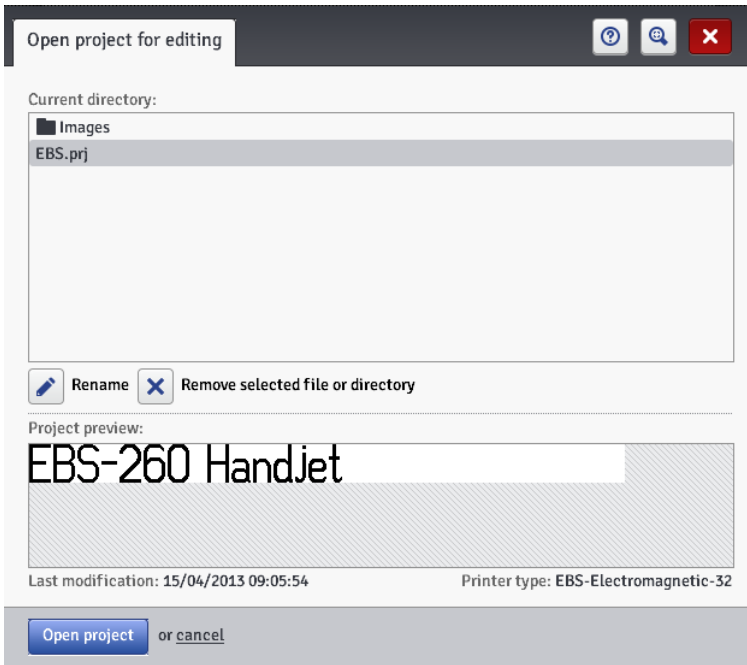 Open project for editing
Current directory:
Images
EBS.prj
Rename Remove selected file or directory
Project preview:
EBS-260 Handjet
Last modification: 15/04/2013 09:05:54 Printer type: EBS-Electromagnetic-32
Open project or cancel